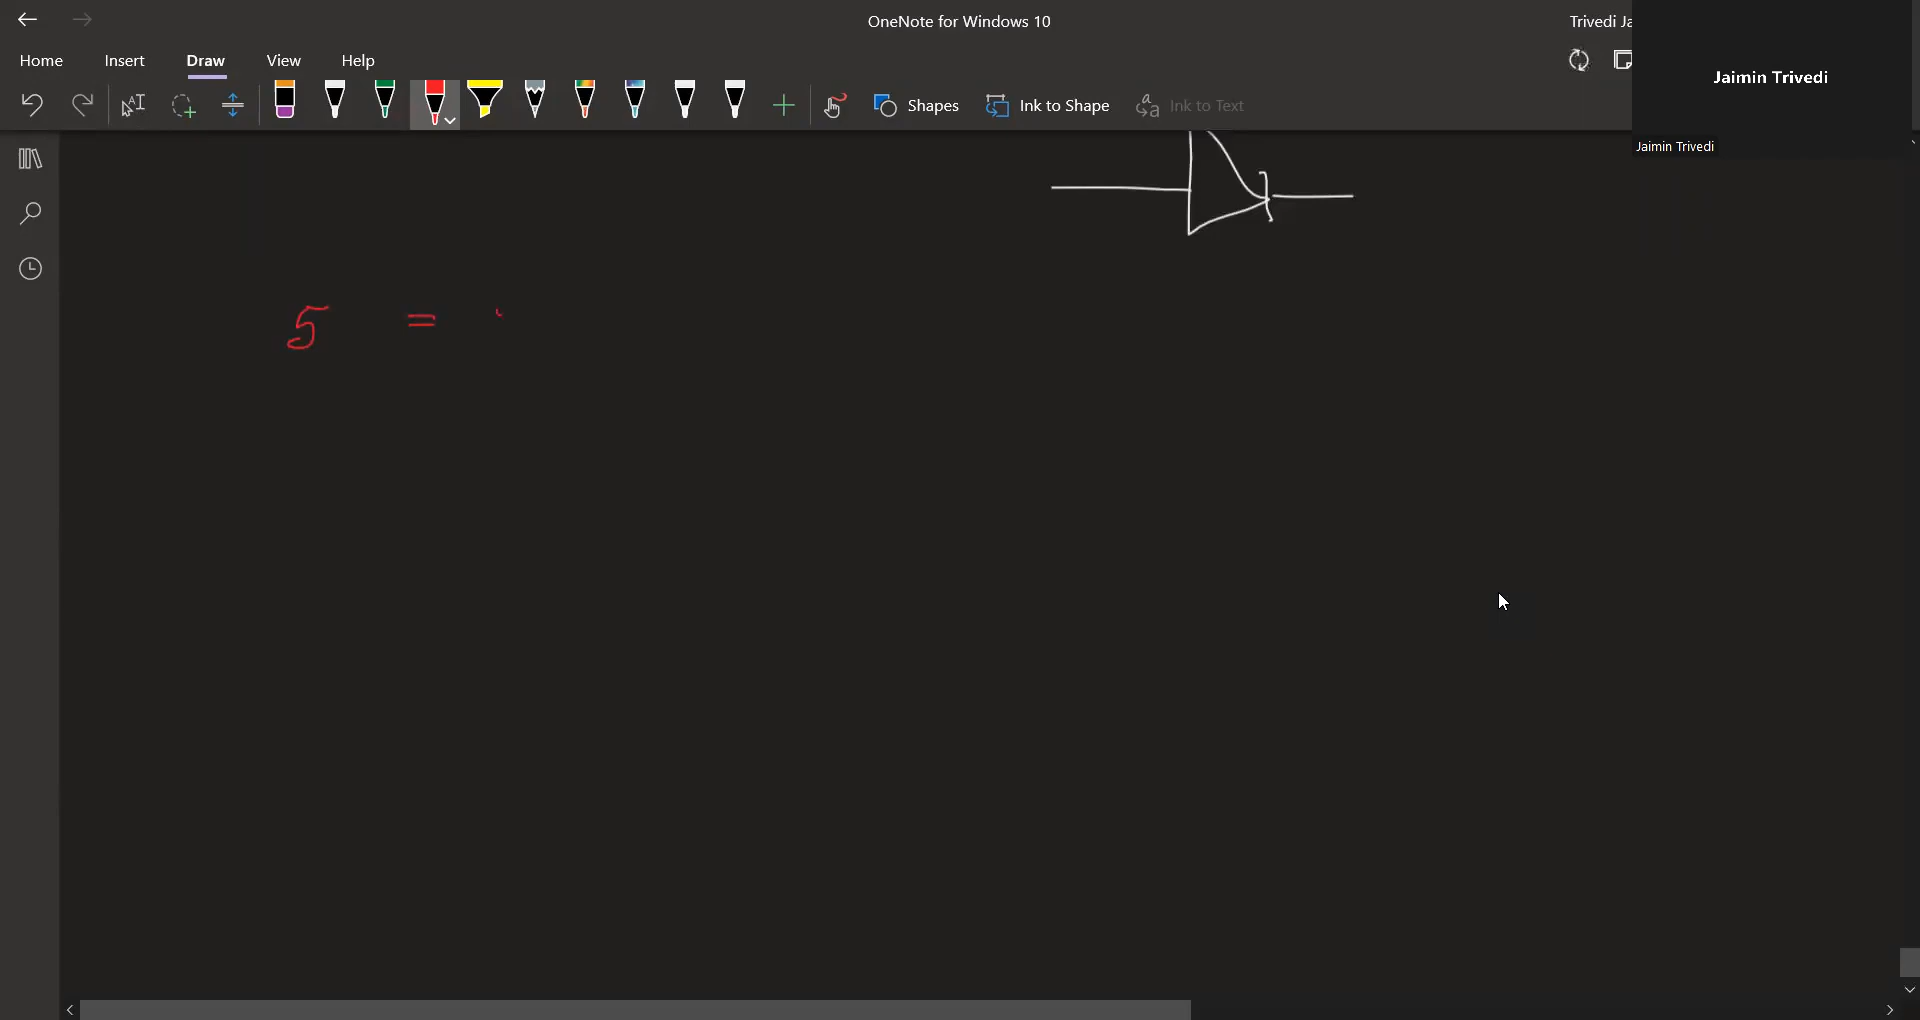 OneNote for Windows 10
Trivedi Ja
Jaimin Trivedi
Home Insert Draw View Help
Shapes Ink to Shape Ink to Text
Jaimin Trivedi
5 =